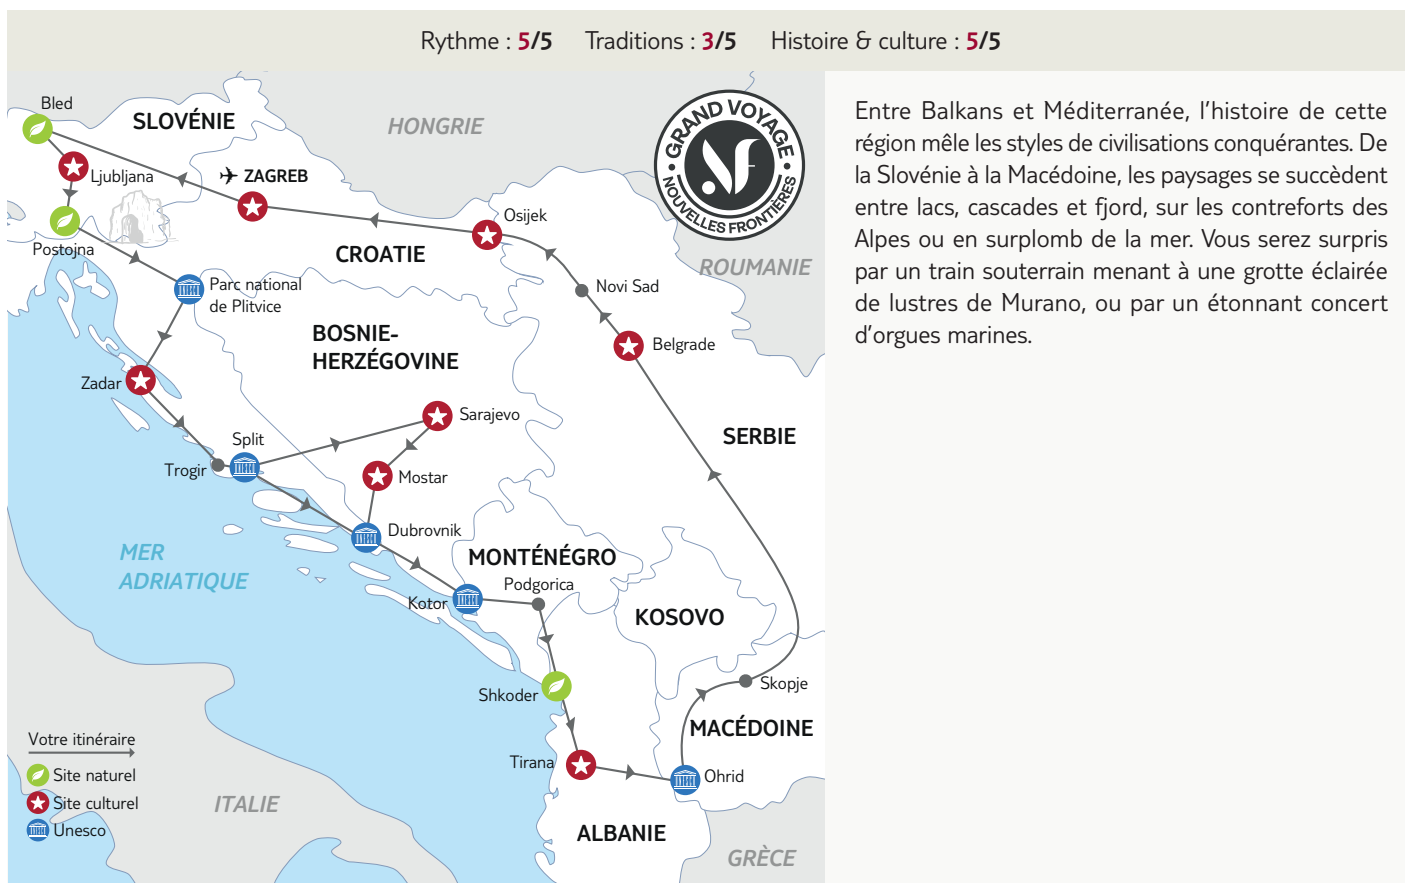 Rythme : 5/5 Traditions : 3/5 Histoire & culture : 5/5
Bled
SLOVÉNIE
HONGRIE
Ljubljana
ZAGREB
Postojna
Osijek
CROATIE
ROUMANIE
Parc national
de Plitvice
Novi Sad
BOSNIE-
HERZÉGOVINE
Belgrade
Zadar
Sarajevo
SERBIE
Split
Trogir
Mostar
Dubrovnik
MER
ADRIATIQUE
MONTÉNÉGRO
Podgorica
Kotor
KOSOVO
Shkoder
Skopje
MACÉDOINE
Tirana
Ohrid
ITALIE
ALBANIE
GRÈCE
Votre itinéraire
Site naturel
Site culturel
Unesco
GRAND VOYAGE
NF
NOUVELLES FRONTIÈRES
Entre Balkans et Méditerranée, l’histoire de cette
région mêle les styles de civilisations conquérantes. De
la Slovénie à la Macédoine, les paysages se succèdent
entre lacs, cascades et fjord, sur les contreforts des
Alpes ou en surplomb de la mer. Vous serez surpris
par un train souterrain menant à une grotte éclairée
de lustres de Murano, ou par un étonnant concert
d’orgues marines.